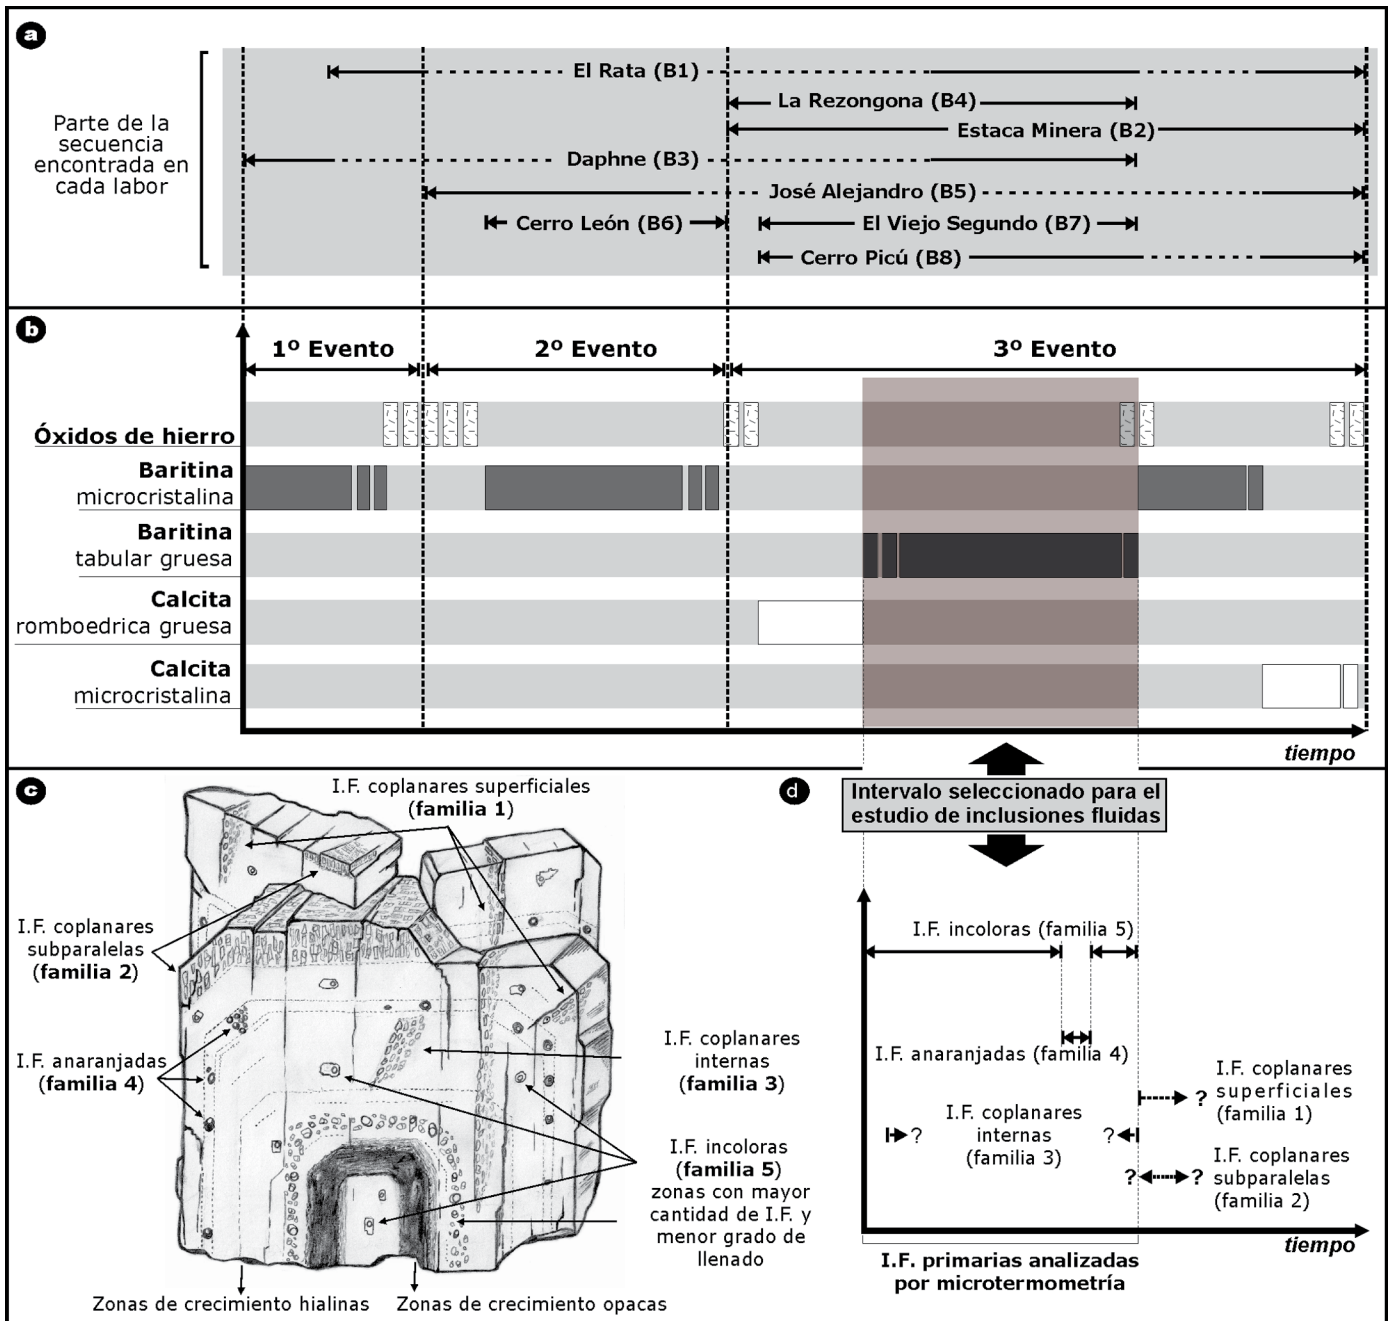 a
Parte de la
secuencia
encontrada en
cada labor
El Rata (B1)
La Rezongona (B4)
Estaca Minera (B2)
Daphne (B3)
José Alejandro (B5)
Cerro León (B6)
El Viejo Segundo (B7)
Cerro Picú (B8)
b
1º Evento
2º Evento
3º Evento
Óxidos de hierro
Baritina
microcristalina
Baritina
tabular gruesa
Calcita
romboedrica gruesa
Calcita
microcristalina
tiempo
c
I.F. coplanares superficiales
(familia 1)
I.F. coplanares
subparalelas
(familia 2)
I.F. anaranjadas
(familia 4)
I.F. coplanares
internas
(familia 3)
I.F. incoloras
(familia 5)
zonas con mayor
cantidad de I.F. y
menor grado de
llenado
Zonas de crecimiento hialinas
Zonas de crecimiento opacas
d
Intervalo seleccionado para el
estudio de inclusiones fluidas
I.F. incoloras (familia 5)
I.F. anaranjadas (familia 4)
I.F. coplanares
superficiales
(familia 1)
?
? I.F. coplanares
internas
(familia 3)
?
? ? I.F. coplanares
subparalelas
(familia 2)
tiempo
I.F. primarias analizadas
por microtermometría